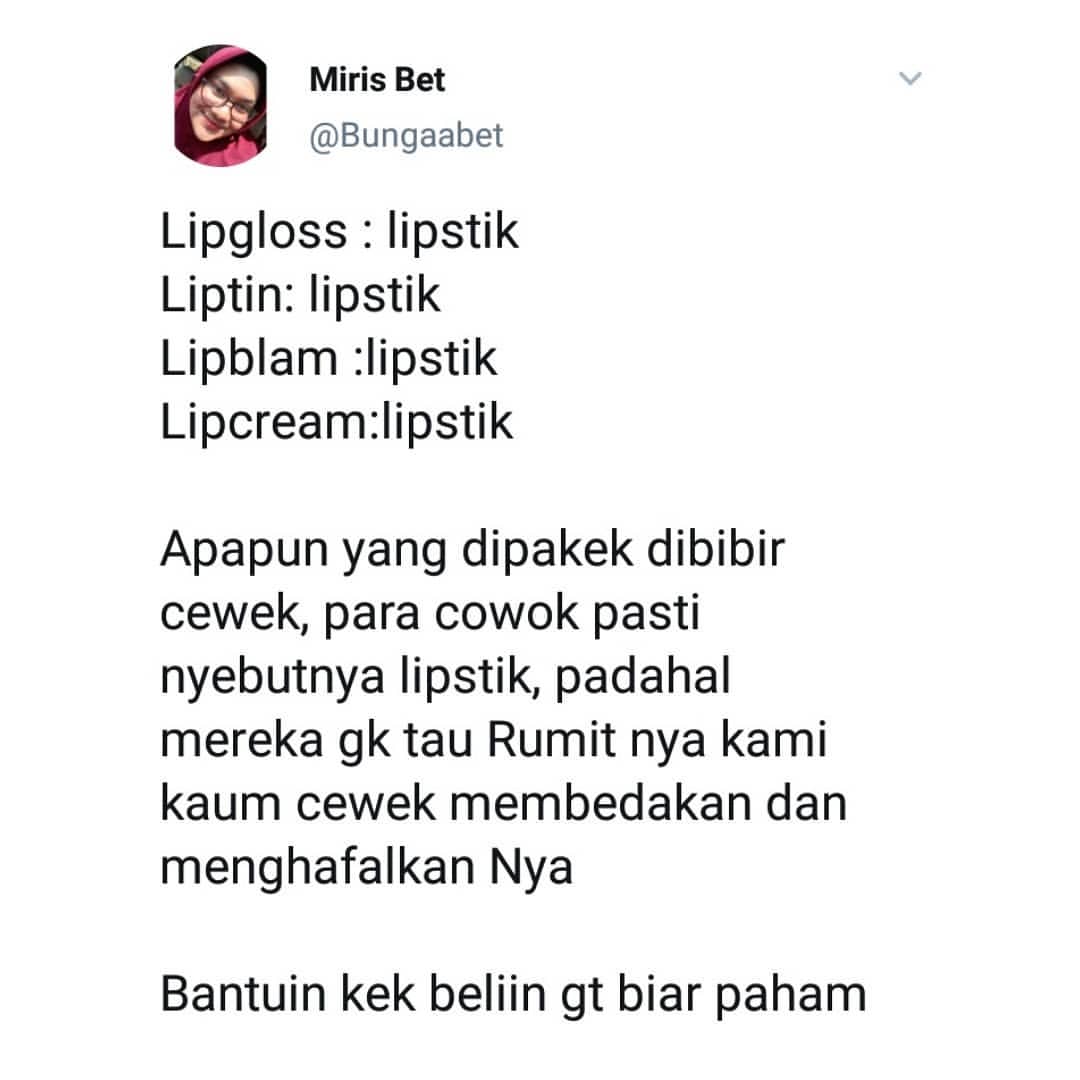 Miris Bet
@Bungaabet
Lipgloss : lipstik
Liptin: lipstik
Lipblam :lipstik
Lipcream:lipstik
Apapun yang dipakek dibibir
cewek, para cowok pasti
nyebutnya lipstik, padahal
mereka gk tau Rumit nya kami
kaum cewek membedakan dan
menghafalkan Nya
Bantuin kek beliin gt biar paham